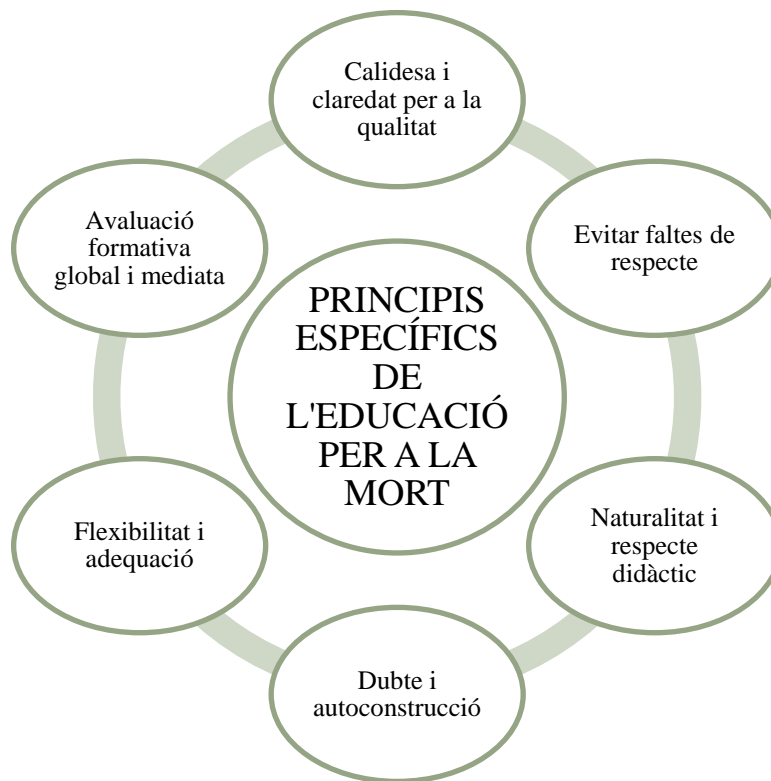 Calidesa i
claredat per a la
qualitat
Evitar faltes de
respecte
Naturalitat i
respecte
didàctic
Dubte i
autoconstrucció
Flexibilitat i
adequació
Avaluació
formativa
global i mediata
PRINCIPIS
ESPECÍFICS
DE
L'EDUCACIÓ
PER A LA
MORT